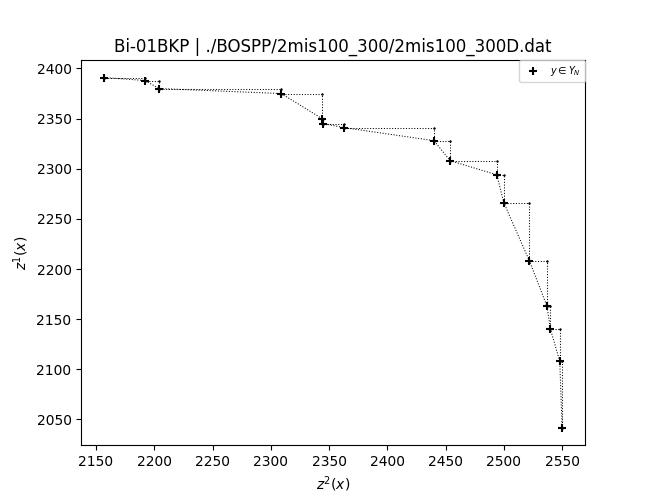 Bi-01BKP | ./BOSPP/2mis100_300/2mis100_300D.dat
y ∈ Y_N
2400
2350
2300
2250
2200
2150
2100
2050
z^1(x)
2150 2200 2250 2300 2350 2400 2450 2500 2550
z^2(x)